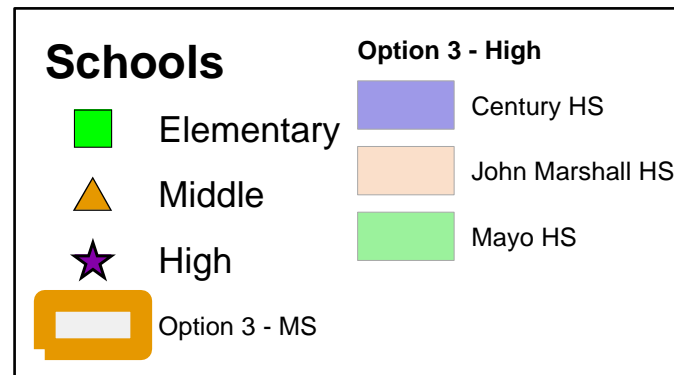 Schools
Elementary
Middle
High
Option 3 - MS
Option 3 - High
Century HS
John Marshall HS
Mayo HS